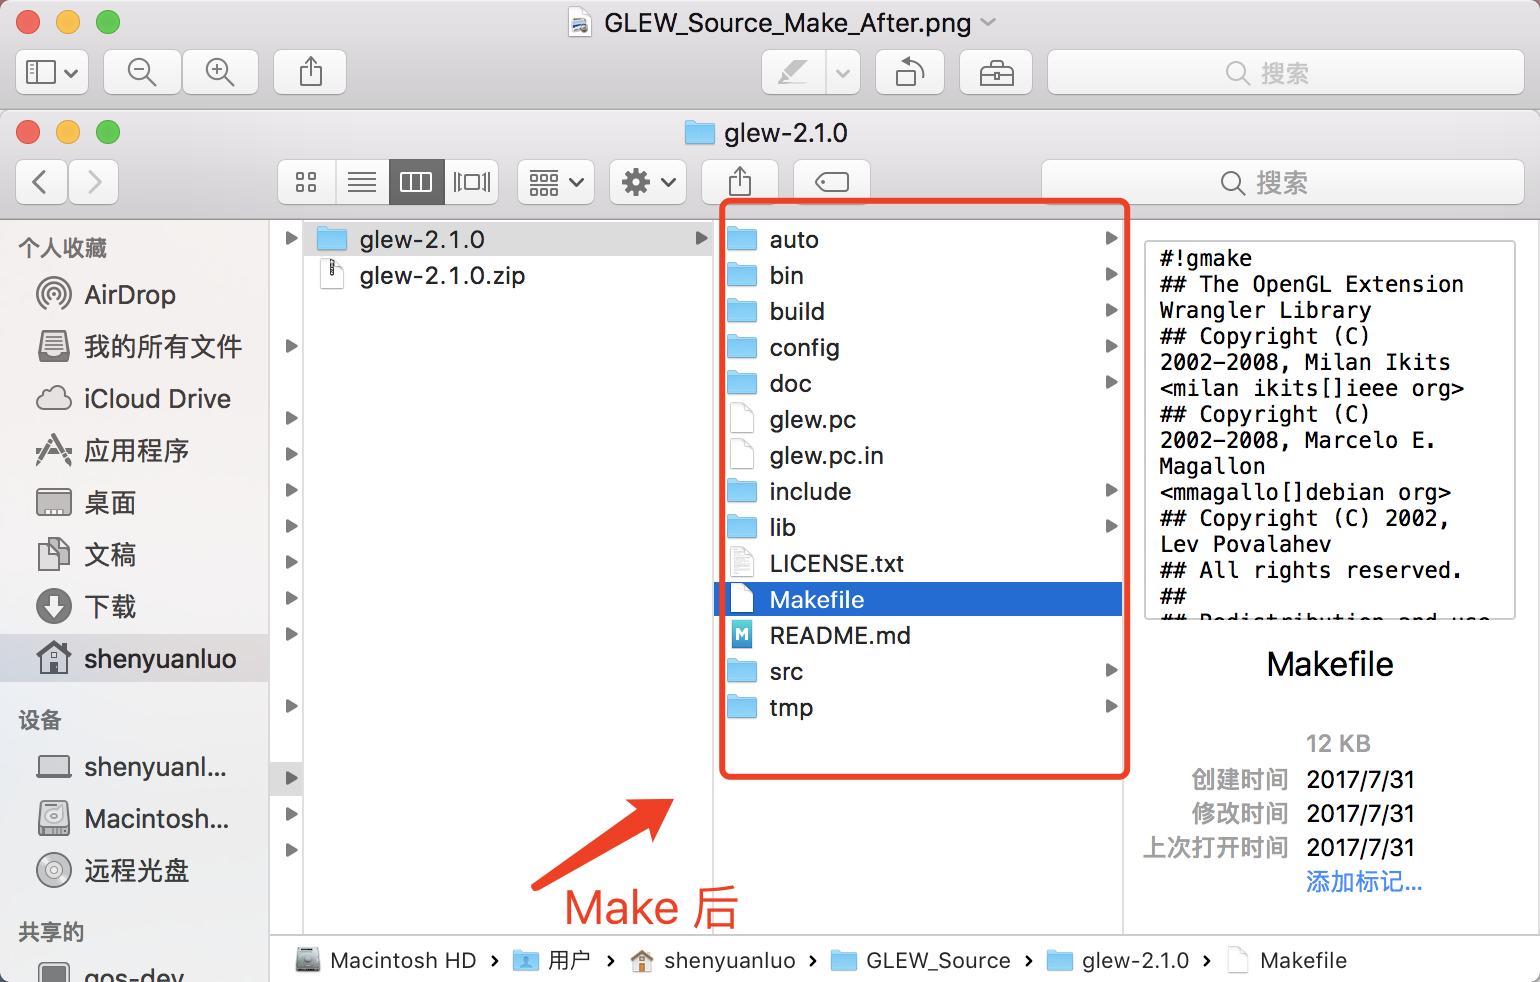 GLEW_Source_Make_After.png
搜索
glew-2.1.0
搜索
个人收藏
AirDrop
我的所有文件
iCloud Drive
应用程序
桌面
文稿
下载
shenyuanluo
设备
shenyuanl...
Macintosh...
远程光盘
共享的
qos-dev
glew-2.1.0
glew-2.1.0.zip
auto
bin
build
config
doc
glew.pc
glew.pc.in
include
lib
LICENSE.txt
Makefile
README.md
src
tmp
Make 后
#!gmake
## The OpenGL Extension
Wrangler Library
## Copyright (C)
2002-2008, Milan Ikits
<milan ikits[]ieee org>
## Copyright (C)
2002-2008, Marcelo E.
Magallon
<mmagallo[]debian org>
## Copyright (C) 2002,
Lev Povalahev
## All rights reserved.
##
## Redistribution and use
Makefile
12 KB
创建时间 2017/7/31
修改时间 2017/7/31
上次打开时间 2017/7/31
添加标记...
Macintosh HD › 用户 › shenyuanluo › GLEW_Source › glew-2.1.0 › Makefile